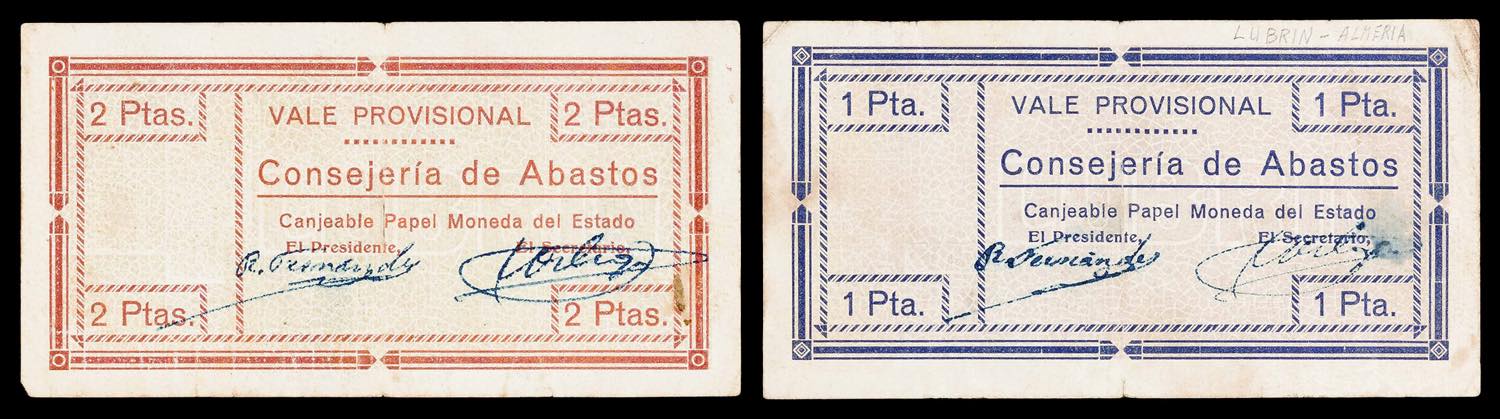 2 Ptas. VALE PROVISIONAL 2 Ptas.
Consejería de Abastos
Canjeable Papel Moneda del Estado
El Presidente, El Secretario,
R. Fernández
2 Ptas. 2 Ptas.
LUBRIN - ALMERIA
1 Pta. VALE PROVISIONAL 1 Pta.
Consejería de Abastos
Canjeable Papel Moneda del Estado
El Presidente, El Secretario,
R. Fernández
1 Pta. 1 Pta.